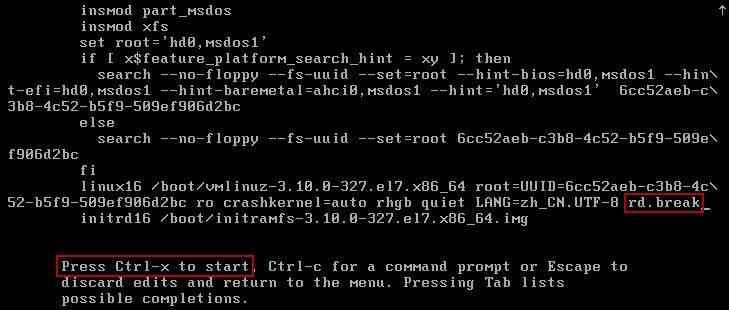 insmod part_msdos
insmod xfs
set root='hd0,msdos1'
if [ x$feature_platform_search_hint = xy ]; then
search --no-floppy --fs-uuid --set=root --hint-bios=hd0,msdos1 --hin\
t-efi=hd0,msdos1 --hint-baremetal=ahci0,msdos1 --hint='hd0,msdos1'  6cc52aeb-c\
3b8-4c52-b5f9-509ef906d2bc
else
search --no-floppy --fs-uuid --set=root 6cc52aeb-c3b8-4c52-b5f9-509e\
f906d2bc
fi
linux16 /boot/vmlinuz-3.10.0-327.el7.x86_64 root=UUID=6cc52aeb-c3b8-4c\
52-b5f9-509ef906d2bc ro crashkernel=auto rhgb quiet LANG=zh_CN.UTF-8 rd.break_
initrd16 /boot/initramfs-3.10.0-327.el7.x86_64.img
Press Ctrl-x to start, Ctrl-c for a command prompt or Escape to
discard edits and return to the menu. Pressing Tab lists
possible completions.